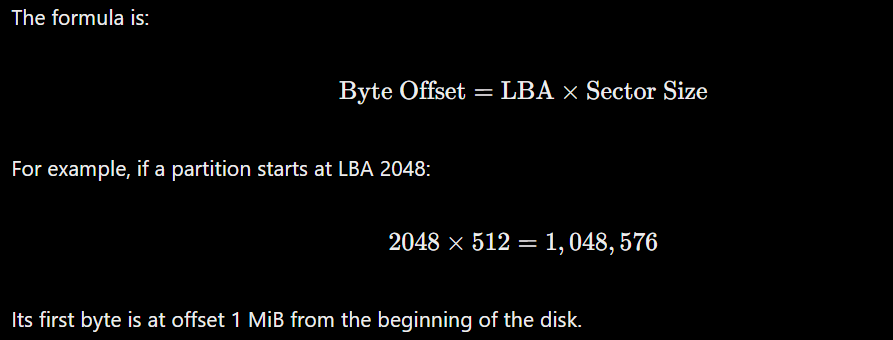 The formula is:
Byte Offset = LBA × Sector Size
For example, if a partition starts at LBA 2048:
2048 × 512 = 1,048,576
Its first byte is at offset 1 MiB from the beginning of the disk.